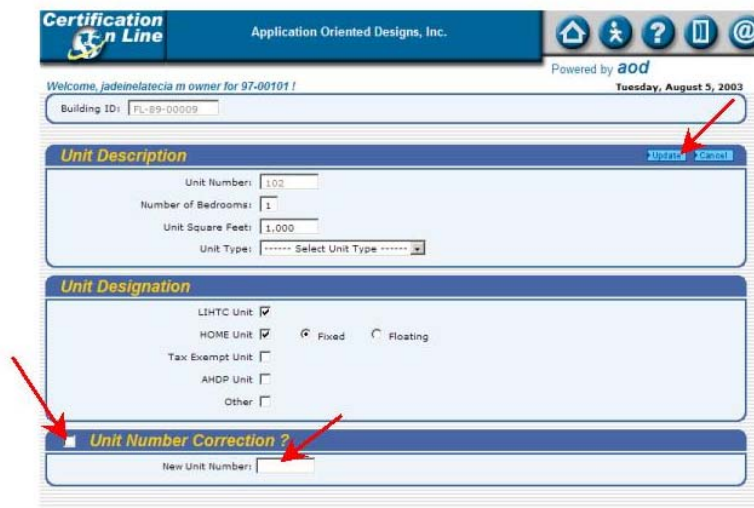 Certification
On Line
Application Oriented Designs, Inc.
Powered by aod
Welcome, jadeinelatecia m owner for 97-00101 !
Tuesday, August 5, 2003
Building ID: FL-89-00009
Unit Description
Update Cancel
Unit Number: 102
Number of Bedrooms: 1
Unit Square Feet: 1,000
Unit Type: ------ Select Unit Type ------
Unit Designation
LIHTC Unit
HOME Unit Fixed Floating
Tax Exempt Unit
AHDP Unit
Other
Unit Number Correction ?
New Unit Number: